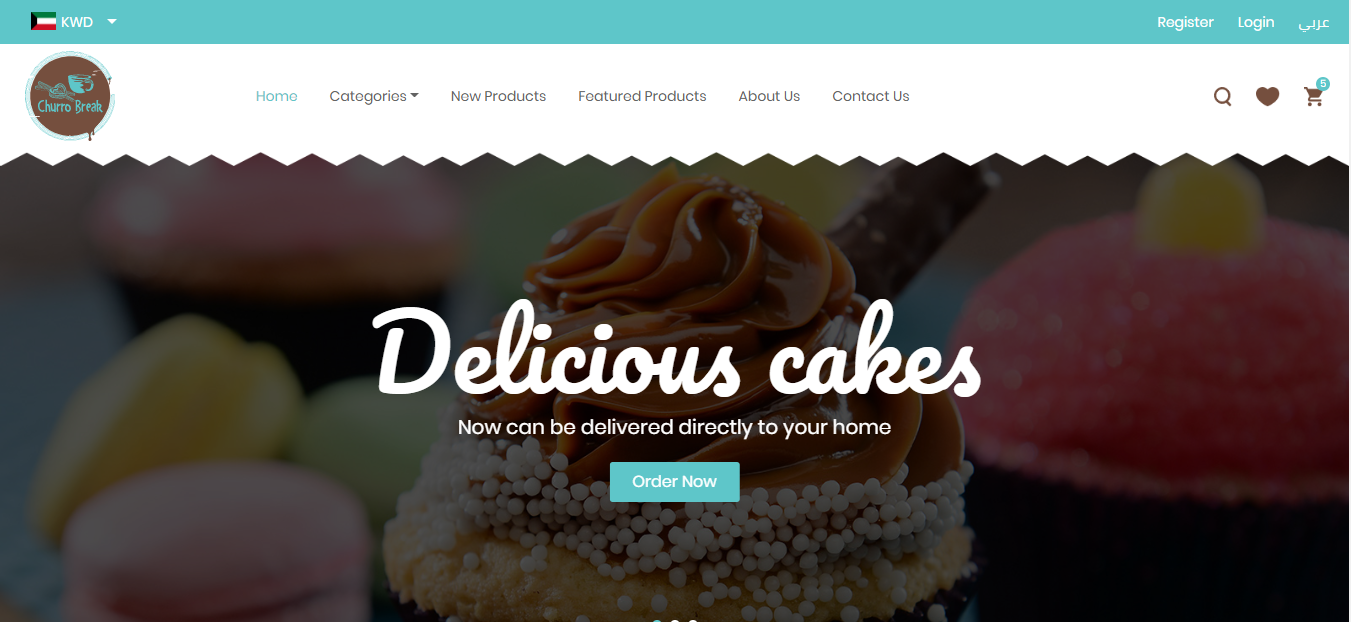 KWD
Register
Login
عربي
Churro Break
Home
Categories
New Products
Featured Products
About Us
Contact Us
5
Delicious cakes
Now can be delivered directly to your home
Order Now